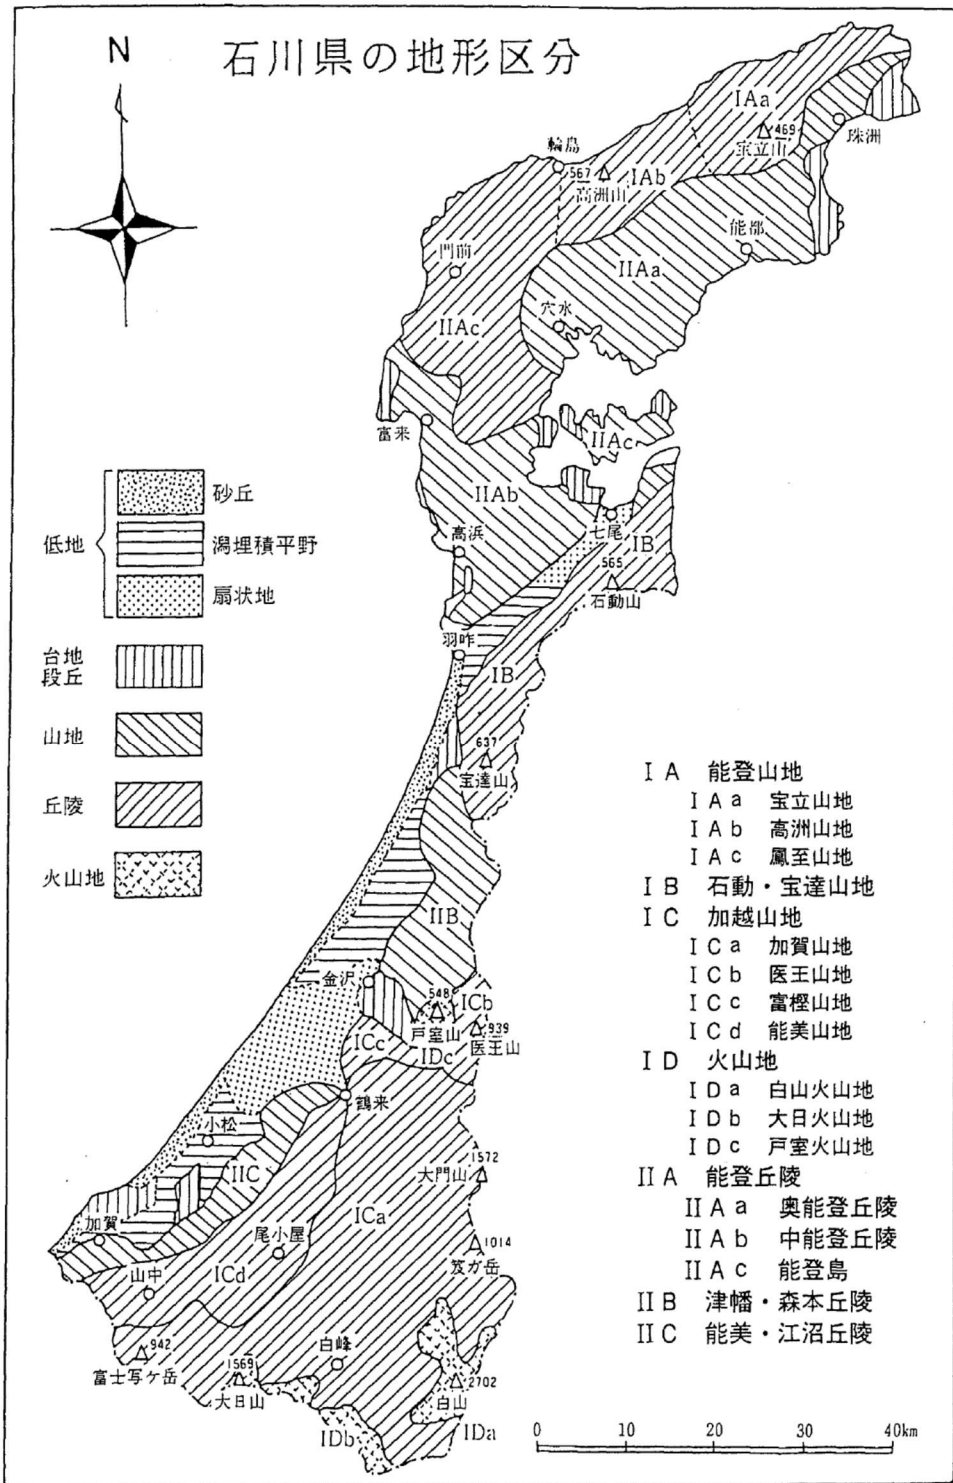 石川県の地形区分
N
IAa
469
宝立山
珠洲
輪島
567
高洲山
IAb
能都
門前
IIAa
穴水
IIAc
富来
IIAc
IIAb
七尾
高浜
IB
565
石動山
羽咋
IB
637
宝達山
IIB
金沢
548
戸室山
ICb
939
医王山
ICc
IDc
鶴来
小松
IIC
1572
大門山
ICa
加賀
尾小屋
1014
笈ガ岳
山中
ICd
942
富士写ケ岳
1569
大日山
白峰
2702
白山
IDb
IDa
低地
砂丘
潟埋積平野
扇状地
台地
段丘
山地
丘陵
火山地
I A 能登山地
I A a 宝立山地
I A b 高洲山地
I A c 鳳至山地
I B 石動・宝達山地
I C 加越山地
I C a 加賀山地
I C b 医王山地
I C c 富樫山地
I C d 能美山地
I D 火山地
I D a 白山火山地
I D b 大日火山地
I D c 戸室火山地
II A 能登丘陵
II A a 奥能登丘陵
II A b 中能登丘陵
II A c 能登島
II B 津幡・森本丘陵
II C 能美・江沼丘陵
0 10 20 30 40km